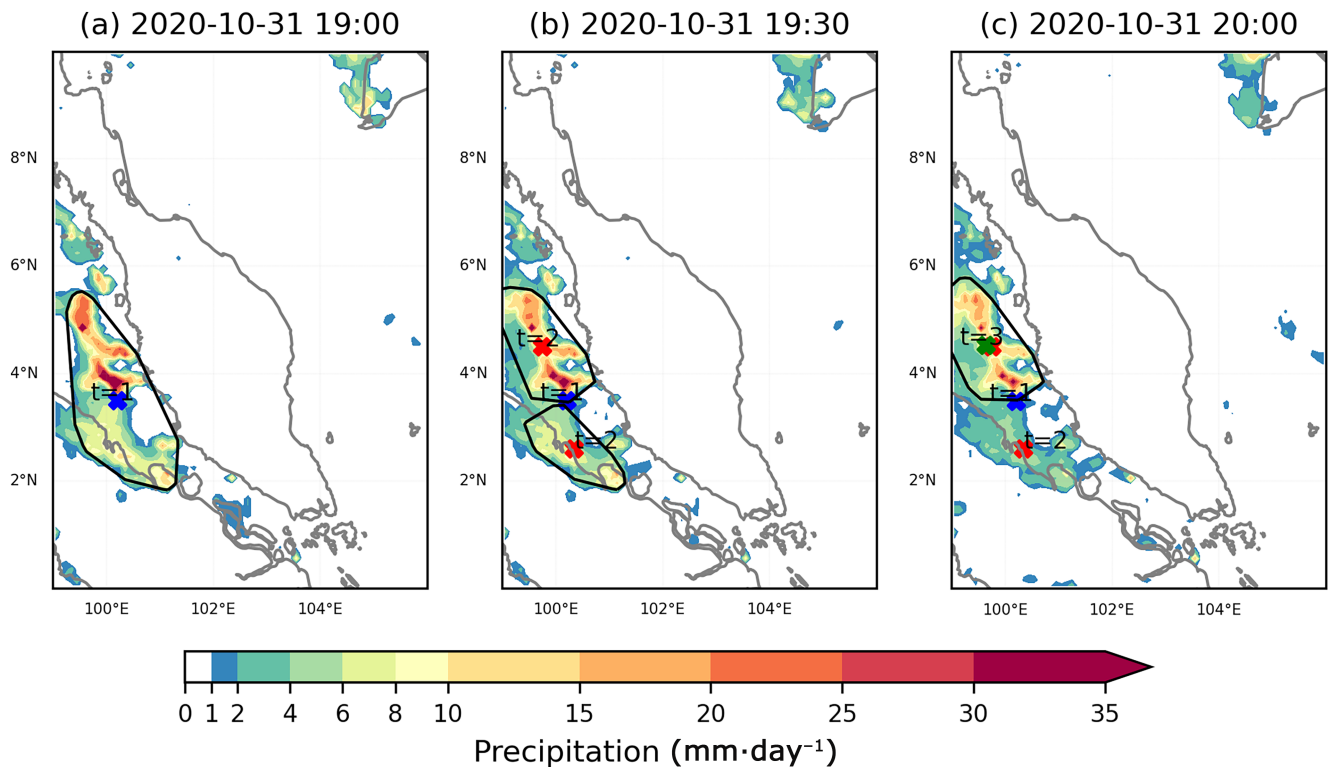 (a) 2020-10-31 19:00
(b) 2020-10-31 19:30
(c) 2020-10-31 20:00
8°N
6°N
4°N
2°N
t=1
100°E
102°E
104°E
8°N
6°N
4°N
2°N
t=2
t=1
t=2
100°E
102°E
104°E
8°N
6°N
4°N
2°N
t=3
t=1
t=2
100°E
102°E
104°E
0 1 2 4 6 8 10 15 20 25 30 35
Precipitation (mm·day⁻¹)